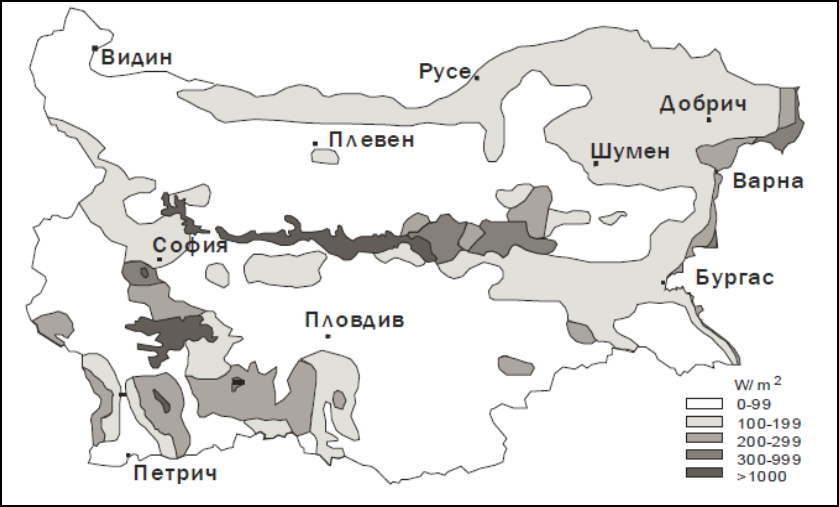 Видин
Русе
Добрич
Плевен
Шумен
Варна
София
Бургас
Пловдив
Петрич
W/m²
0-99
100-199
200-299
300-999
>1000